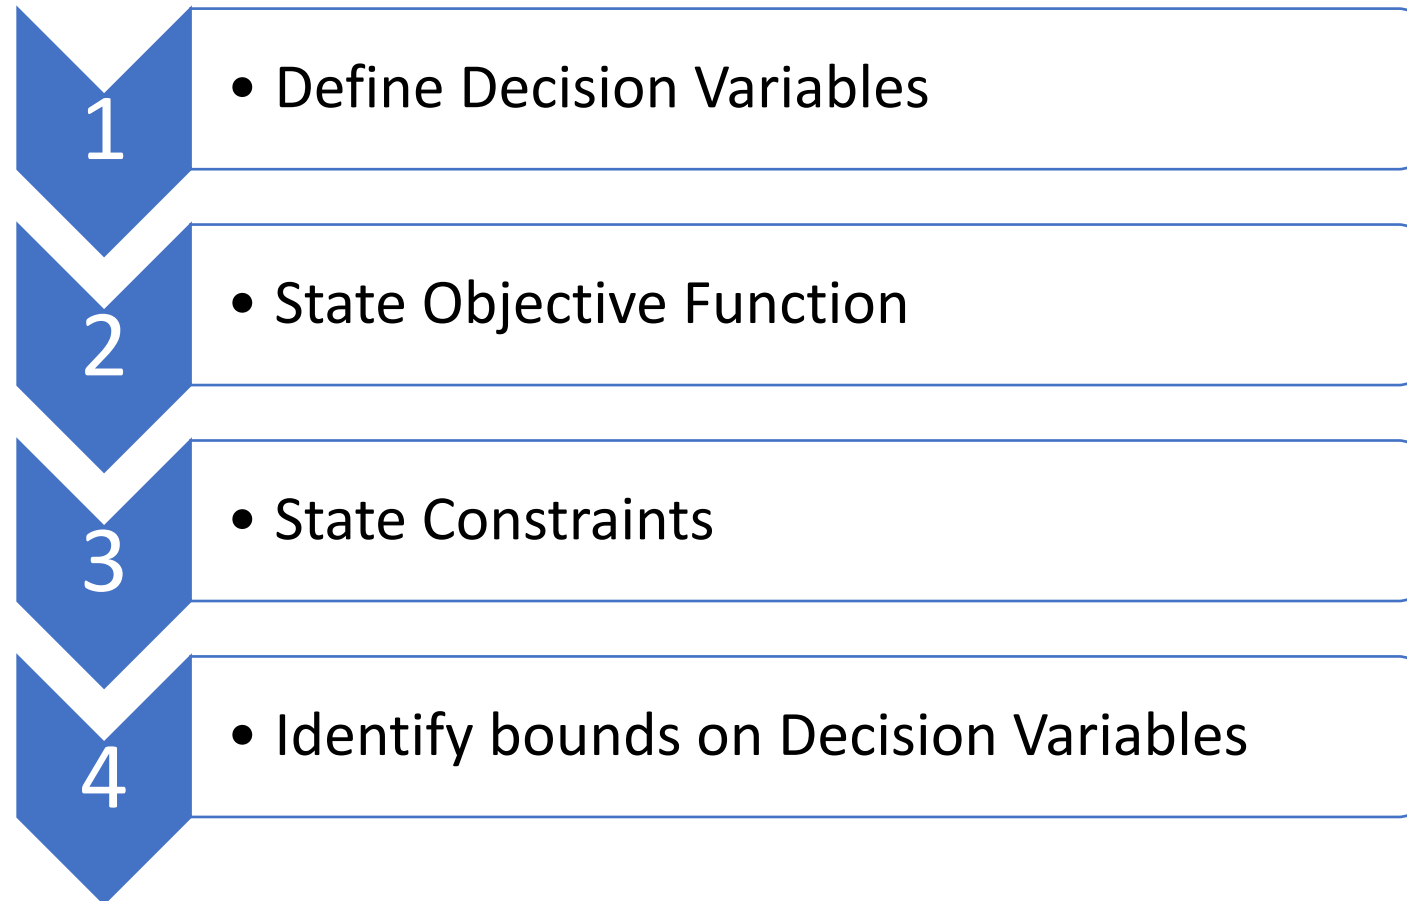 1
• Define Decision Variables
2
• State Objective Function
3
• State Constraints
4
• Identify bounds on Decision Variables